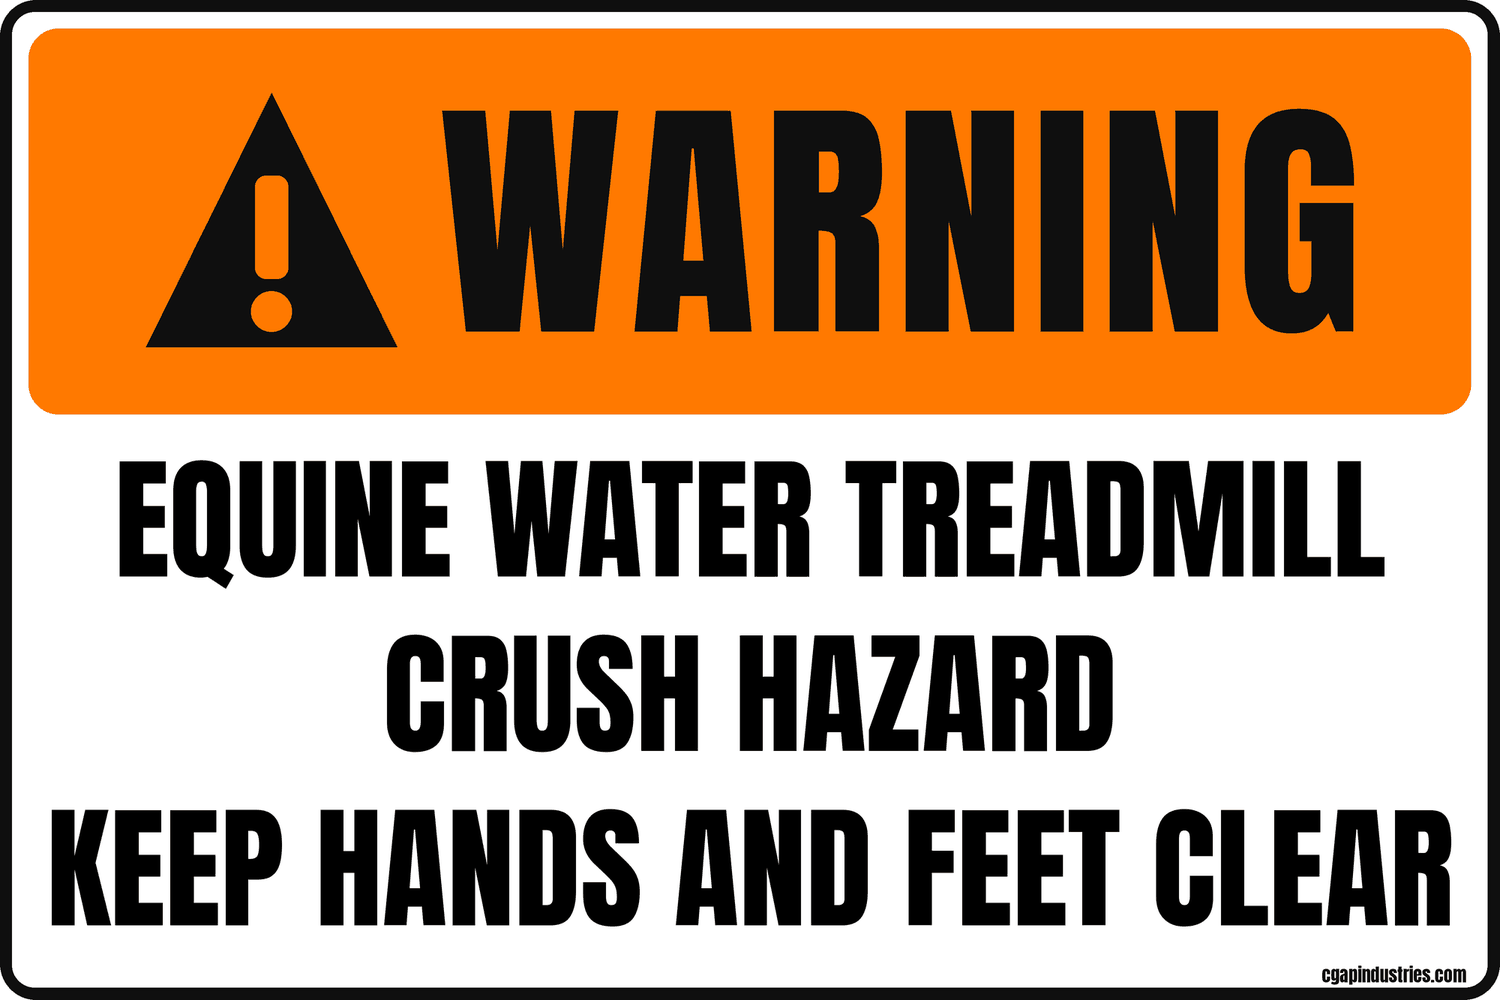 WARNING
EQUINE WATER TREADMILL
CRUSH HAZARD
KEEP HANDS AND FEET CLEAR
cgapindustries.com